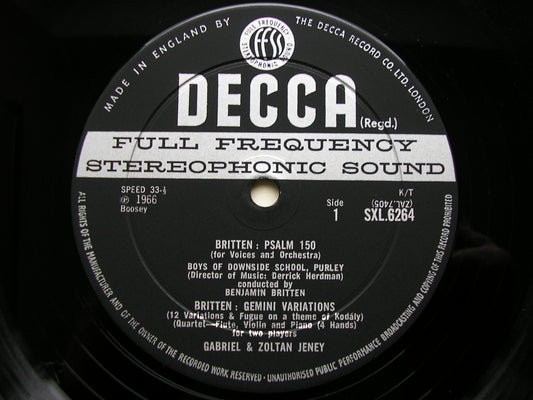 MADE IN ENGLAND BY
THE DECCA RECORD CO. LTD. LONDON
FULL FREQUENCY
ffss
STEREOPHONIC SOUND
DECCA
(Regd.)
FULL FREQUENCY
STEREOPHONIC SOUND
SPEED 33⅓
Ⓟ 1966
Boosey
Side
1
K/T
(ZAL.7405)
SXL.6264
BRITTEN : PSALM 150
(for Voices and Orchestra)
BOYS OF DOWNSIDE SCHOOL, PURLEY
(Director of Music: Derrick Herdman)
conducted by
BENJAMIN BRITTEN
BRITTEN : GEMINI VARIATIONS
(12 Variations & Fugue on a theme of Kodály)
(Quartet—Flute, Violin and Piano (4 Hands)
for two players
GABRIEL & ZOLTAN JENEY
ALL RIGHTS OF THE MANUFACTURER AND OF THE OWNER OF THE RECORDED WORK RESERVED · UNAUTHORISED PUBLIC PERFORMANCE BROADCASTING AND COPYING OF THIS RECORD PROHIBITED